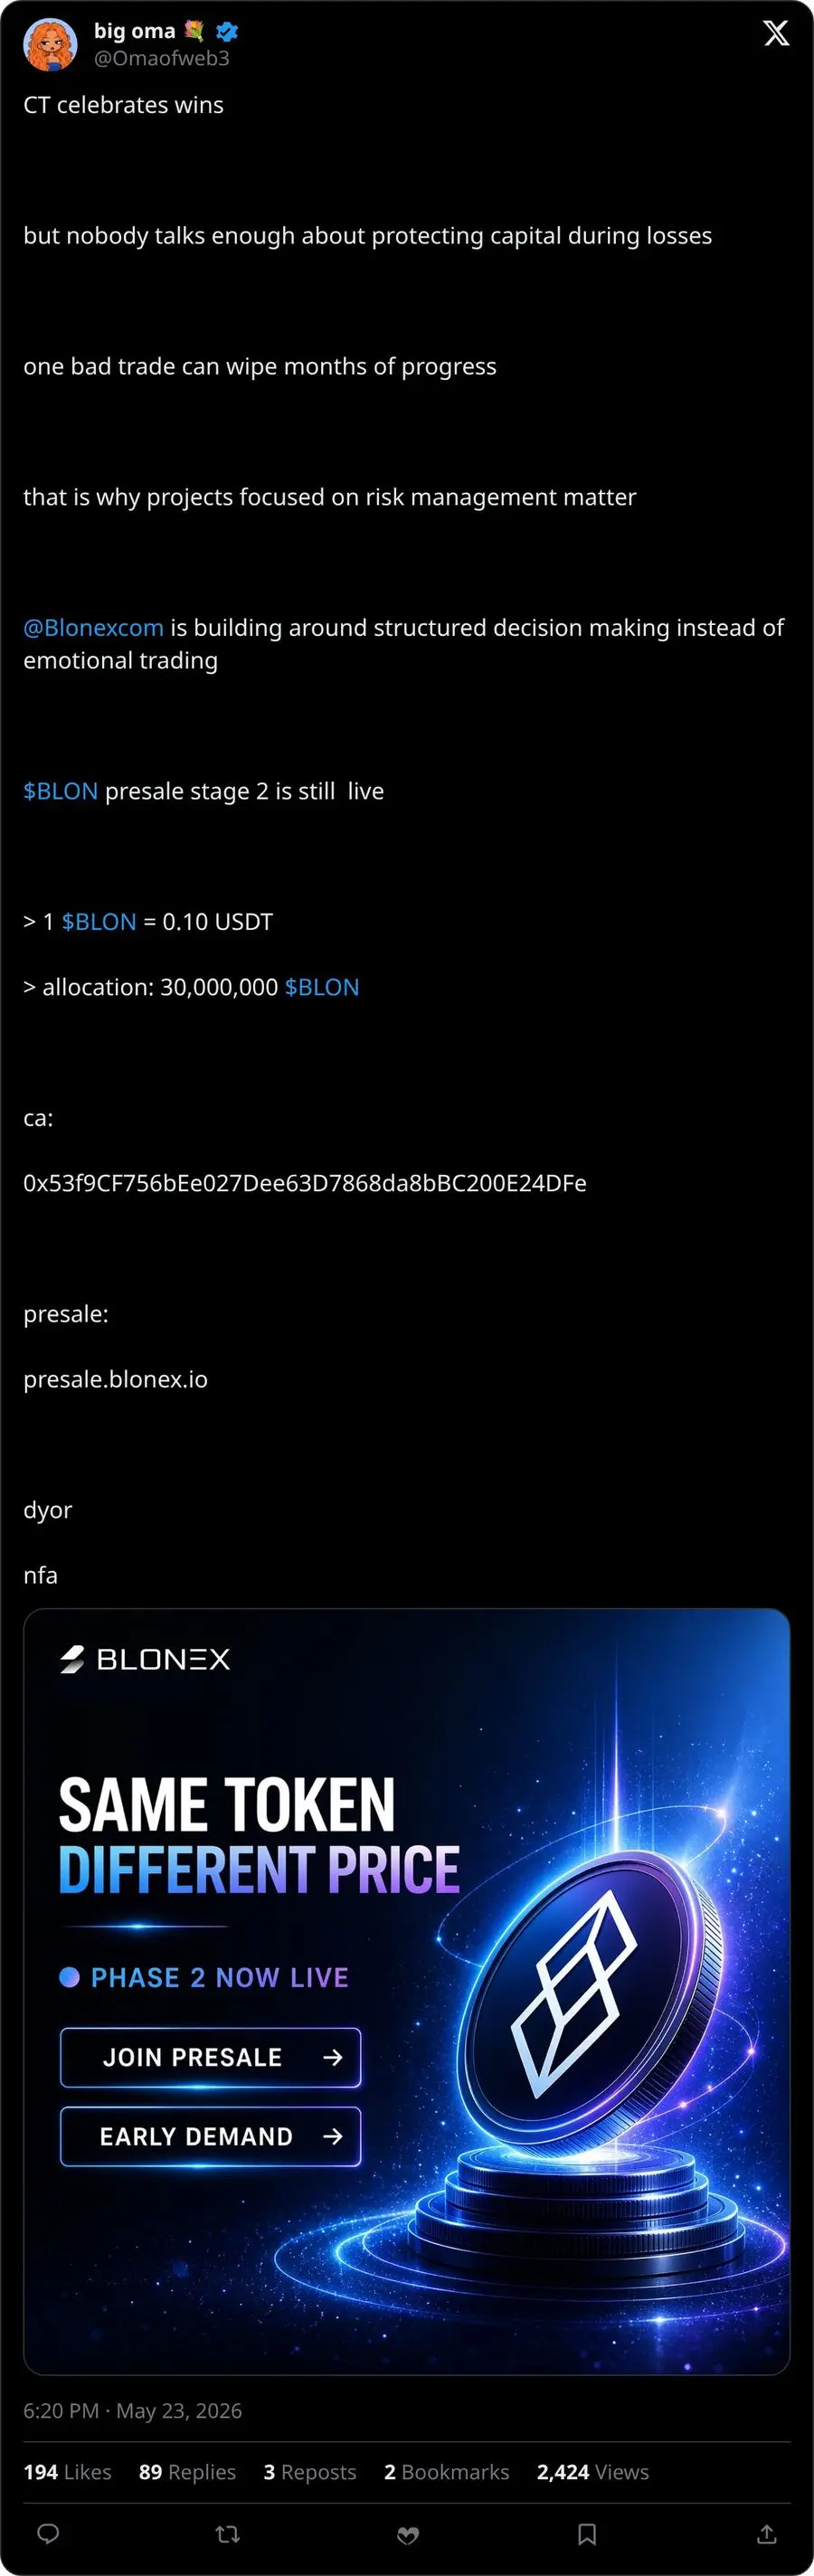 big oma 💐
@Omaofweb3
CT celebrates wins
but nobody talks enough about protecting capital during losses
one bad trade can wipe months of progress
that is why projects focused on risk management matter
@Blonexcom is building around structured decision making instead of
emotional trading
$BLON presale stage 2 is still  live
> 1 $BLON = 0.10 USDT
> allocation: 30,000,000 $BLON
ca:
0x53f9CF756bEe027Dee63D7868da8bBC200E24DFe
presale:
presale.blonex.io
dyor
nfa
BLONEX
SAME TOKEN
DIFFERENT PRICE
PHASE 2 NOW LIVE
JOIN PRESALE →
EARLY DEMAND →
6:20 PM · May 23, 2026
194 Likes 89 Replies 3 Reposts 2 Bookmarks 2,424 Views